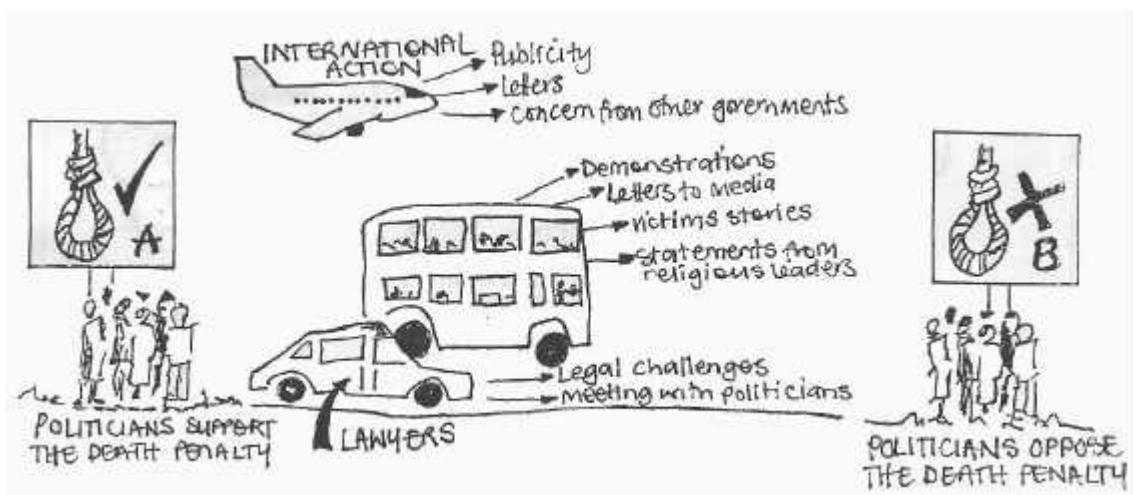 INTERNATIONAL
ACTION
Publicity
Letters
concern from other governments
Demonstrations
Letters to media
victims stories
statements from
religious leaders
A
B
Legal challenges
meeting with politicians
LAWYERS
POLITICIANS SUPPORT
THE DEATH PENALTY
POLITICIANS OPPOSE
THE DEATH PENALTY